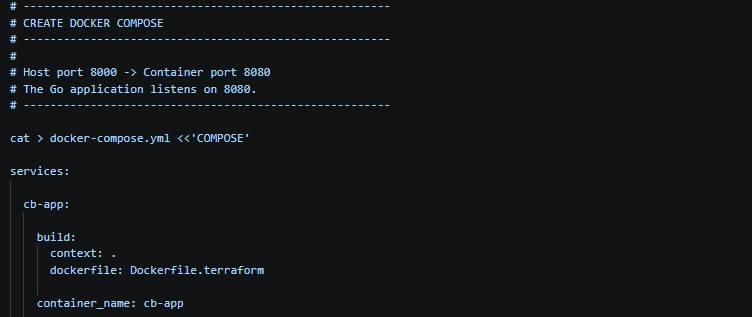 # -------------------------------------------------------
# CREATE DOCKER COMPOSE
# -------------------------------------------------------
#
# Host port 8000 -> Container port 8080
# The Go application listens on 8080.
# -------------------------------------------------------
cat > docker-compose.yml <<'COMPOSE'
services:
  cb-app:
    build:
      context: .
      dockerfile: Dockerfile.terraform
    container_name: cb-app